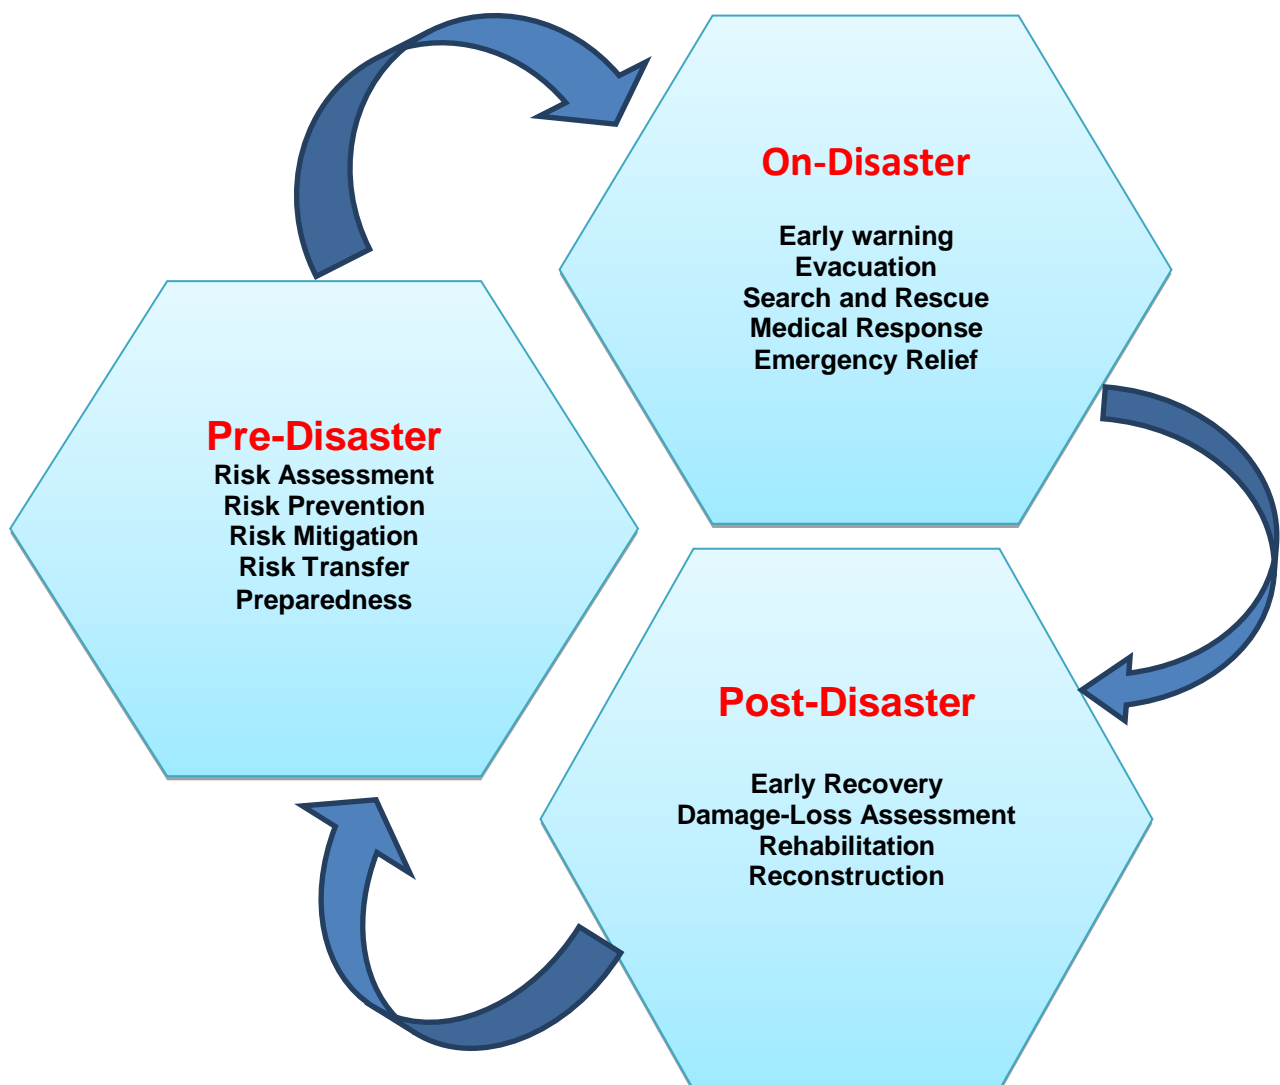 On-Disaster
Early warning
Evacuation
Search and Rescue
Medical Response
Emergency Relief
Pre-Disaster
Risk Assessment
Risk Prevention
Risk Mitigation
Risk Transfer
Preparedness
Post-Disaster
Early Recovery
Damage-Loss Assessment
Rehabilitation
Reconstruction